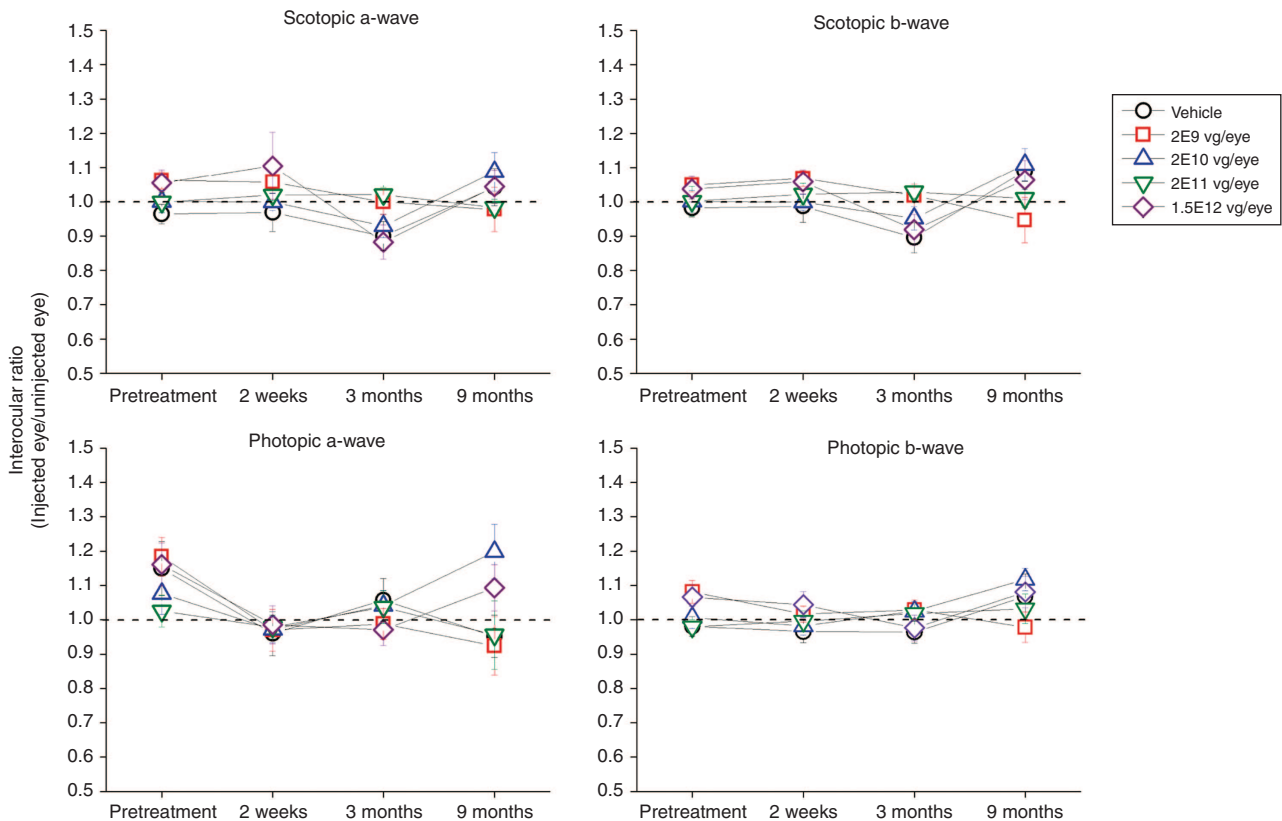 Scotopic a-wave
1.5
1.4
1.3
1.2
1.1
1.0
0.9
0.8
0.7
0.6
0.5
Pretreatment 2 weeks 3 months 9 months
Scotopic b-wave
1.5
1.4
1.3
1.2
1.1
1.0
0.9
0.8
0.7
0.6
0.5
Pretreatment 2 weeks 3 months 9 months
Vehicle
2E9 vg/eye
2E10 vg/eye
2E11 vg/eye
1.5E12 vg/eye
Interocular ratio
(Injected eye/uninjected eye)
Photopic a-wave
1.5
1.4
1.3
1.2
1.1
1.0
0.9
0.8
0.7
0.6
0.5
Pretreatment 2 weeks 3 months 9 months
Photopic b-wave
1.5
1.4
1.3
1.2
1.1
1.0
0.9
0.8
0.7
0.6
0.5
Pretreatment 2 weeks 3 months 9 months